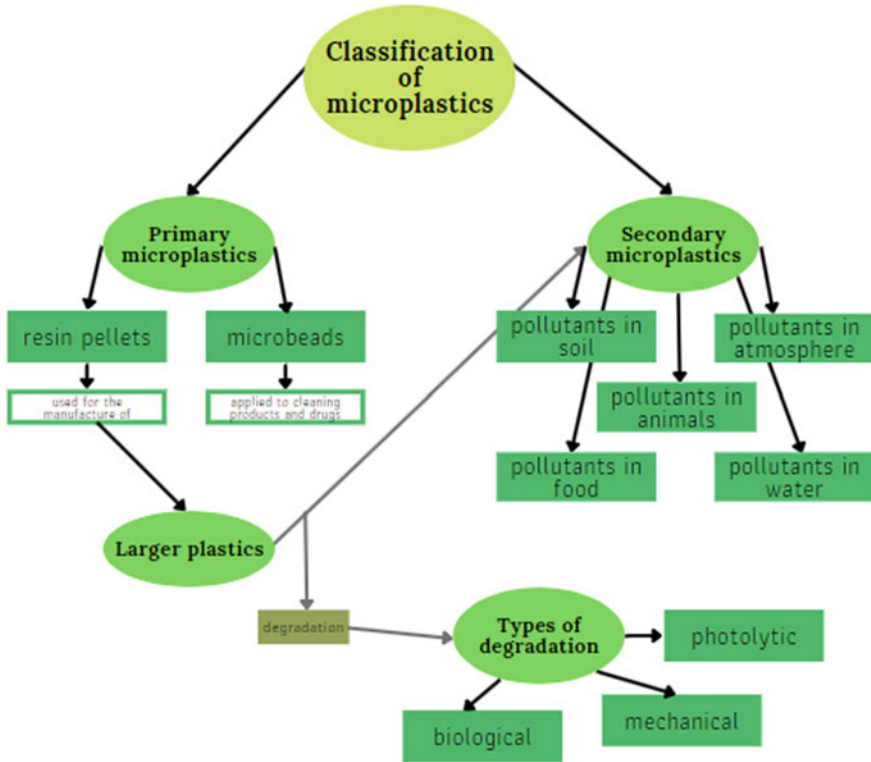 Classification
of
microplastics
Primary
microplastics
Secondary
microplastics
resin pellets
microbeads
pollutants in
soil
pollutants in
atmosphere
used for the
manufacture of
applied to cleaning
products and drugs
pollutants in
animals
pollutants in
food
pollutants in
water
Larger plastics
degradation
Types of
degradation
photolytic
biological
mechanical